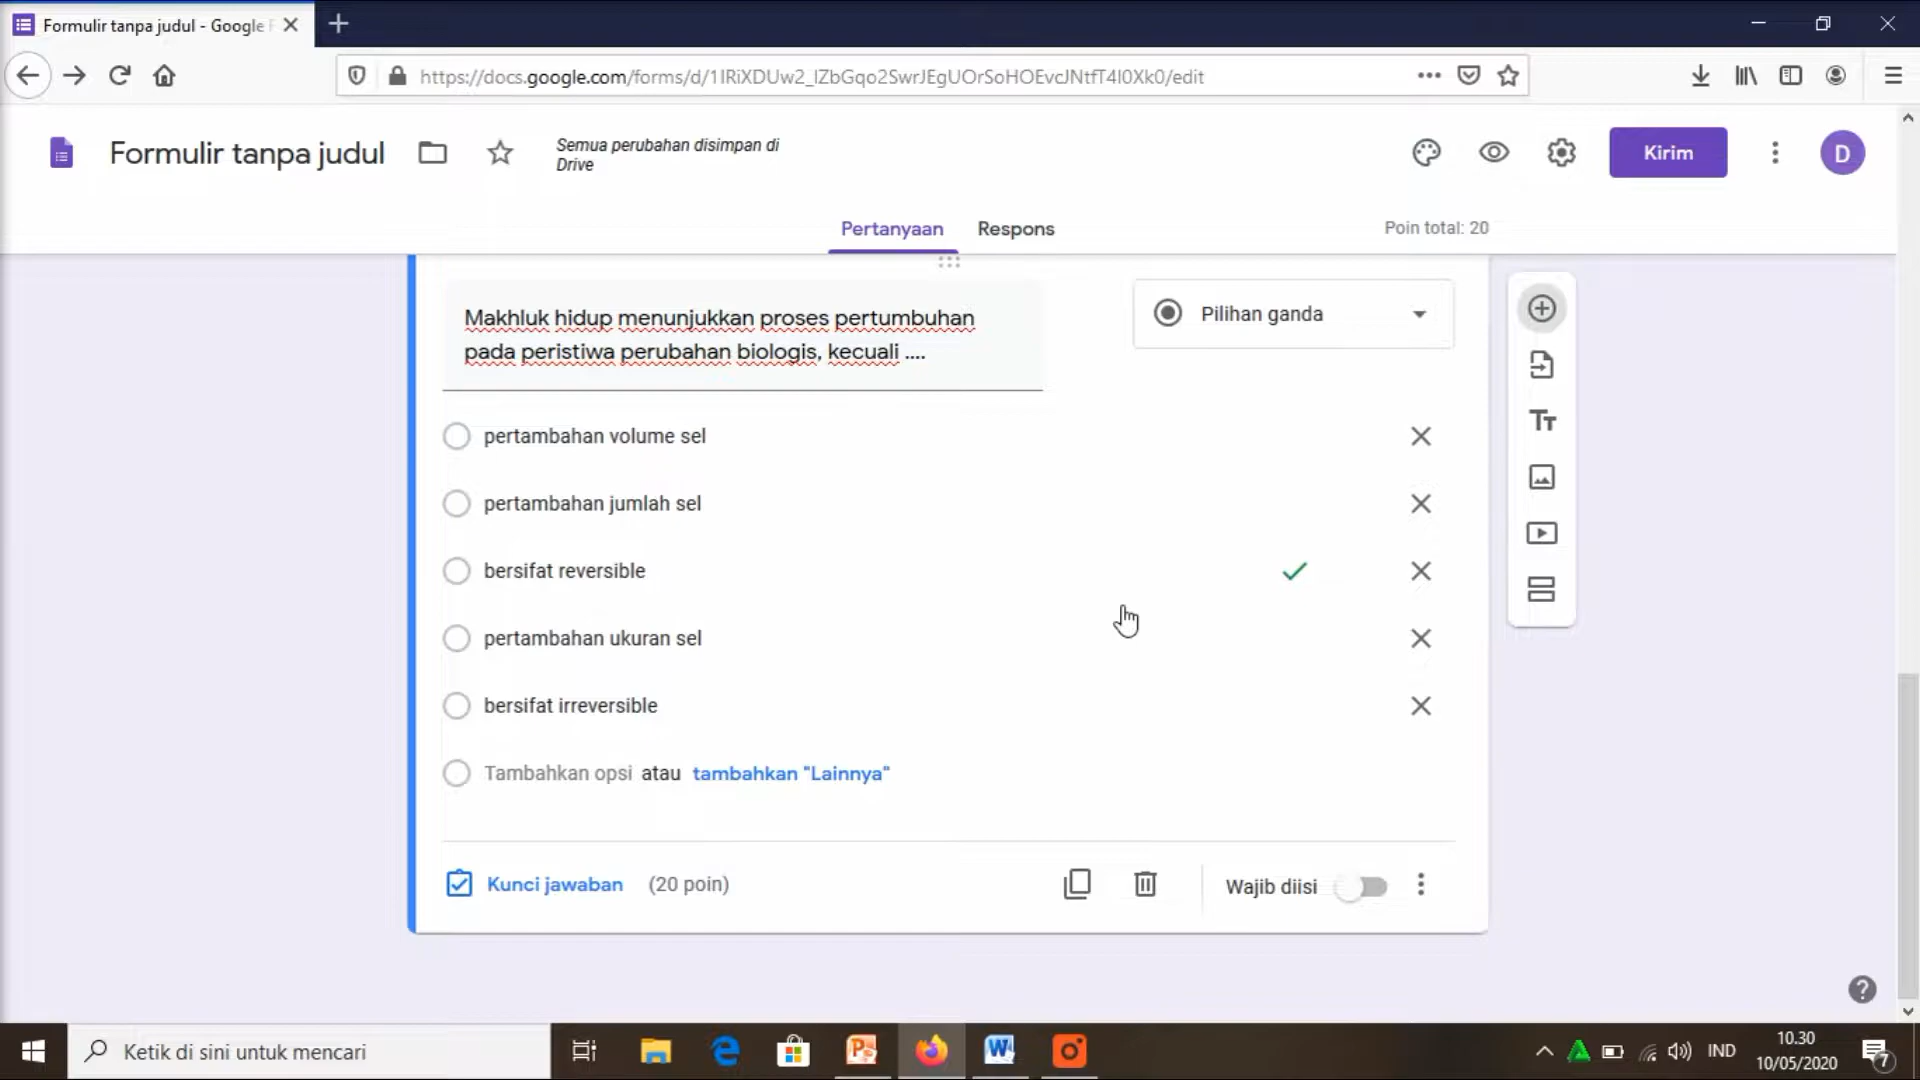 Formulir tanpa judul - Google F
https://docs.google.com/forms/d/1IRiXDUw2_IZbGqo2SwrJEgUOrSoHOEvcJNtfT4I0Xk0/edit
Formulir tanpa judul
Semua perubahan disimpan di
Drive
Kirim
D
Pertanyaan
Respons
Poin total: 20
Makhluk hidup menunjukkan proses pertumbuhan
pada peristiwa perubahan biologis, kecuali ....
Pilihan ganda
pertambahan volume sel
pertambahan jumlah sel
bersifat reversible
pertambahan ukuran sel
bersifat irreversible
Tambahkan opsi atau tambahkan "Lainnya"
Kunci jawaban (20 poin)
Wajib diisi
Ketik di sini untuk mencari
IND
10.30
10/05/2020
7